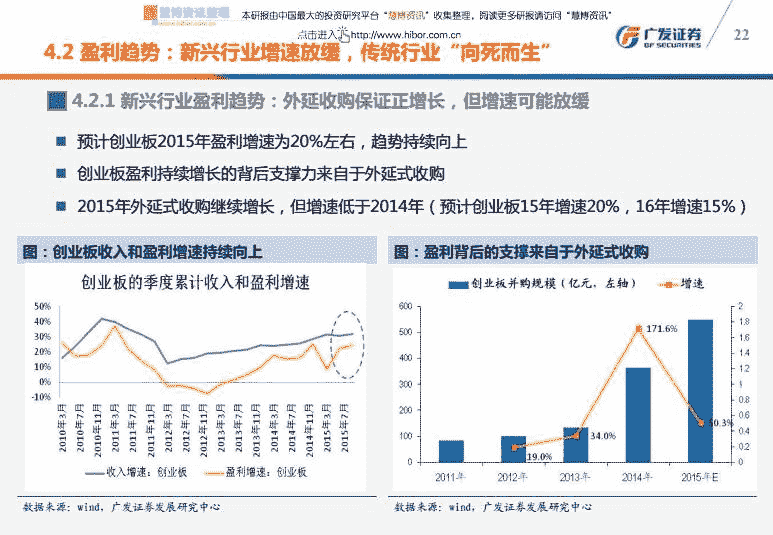 慧博资讯整理
本研报由中国最大的投资研究平台“慧博资讯”收集整理，阅读更多研报请访问“慧博资讯”
点击进入 http://www.hibor.com.cn
广发证券
GF SECURITIES
22
4.2 盈利趋势：新兴行业增速放缓，传统行业“向死而生”
4.2.1 新兴行业盈利趋势：外延收购保证正增长，但增速可能放缓
预计创业板2015年盈利增速为20%左右，趋势持续向上
创业板盈利持续增长的背后支撑力来自于外延式收购
2015年外延式收购继续增长，但增速低于2014年（预计创业板15年增速20%，16年增速15%）
图：创业板收入和盈利增速持续向上
创业板的季度累计收入和盈利增速
50%
40%
30%
20%
10%
0%
-10%
2010年3月
2010年7月
2010年11月
2011年3月
2011年7月
2011年11月
2012年3月
2012年7月
2012年11月
2013年3月
2013年7月
2013年11月
2014年3月
2014年7月
2014年11月
2015年3月
2015年7月
收入增速：创业板
盈利增速：创业板
数据来源：wind，广发证券发展研究中心
图：盈利背后的支撑来自于外延式收购
创业板并购规模（亿元，左轴）
增速
600
500
400
300
200
100
0
2
1.8
1.6
1.4
1.2
1
0.8
0.6
0.4
0.2
0
19.0%
34.0%
171.6%
50.3%
2011年
2012年
2013年
2014年
2015年E
数据来源：wind，广发证券发展研究中心